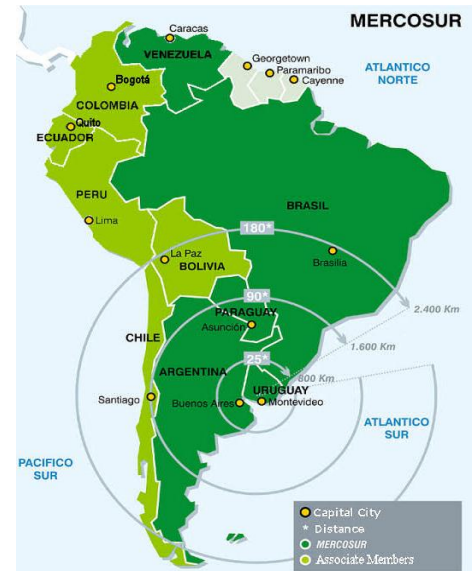 MERCOSUR
Caracas
VENEZUELA
Georgetown
Paramaribo
Cayenne
ATLANTICO
NORTE
Bogotá
COLOMBIA
Quito
ECUADOR
PERU
BRASIL
Lima
180*
La Paz
BOLIVIA
Brasilia
2.400 Km
90*
PARAGUAY
Asunción
CHILE
1.600 Km
25*
ARGENTINA
800 Km
URUGUAY
Santiago
Buenos Aires
Montevideo
ATLANTICO
SUR
PACIFICO
SUR
Capital City
* Distance
MERCOSUR
Associate Members